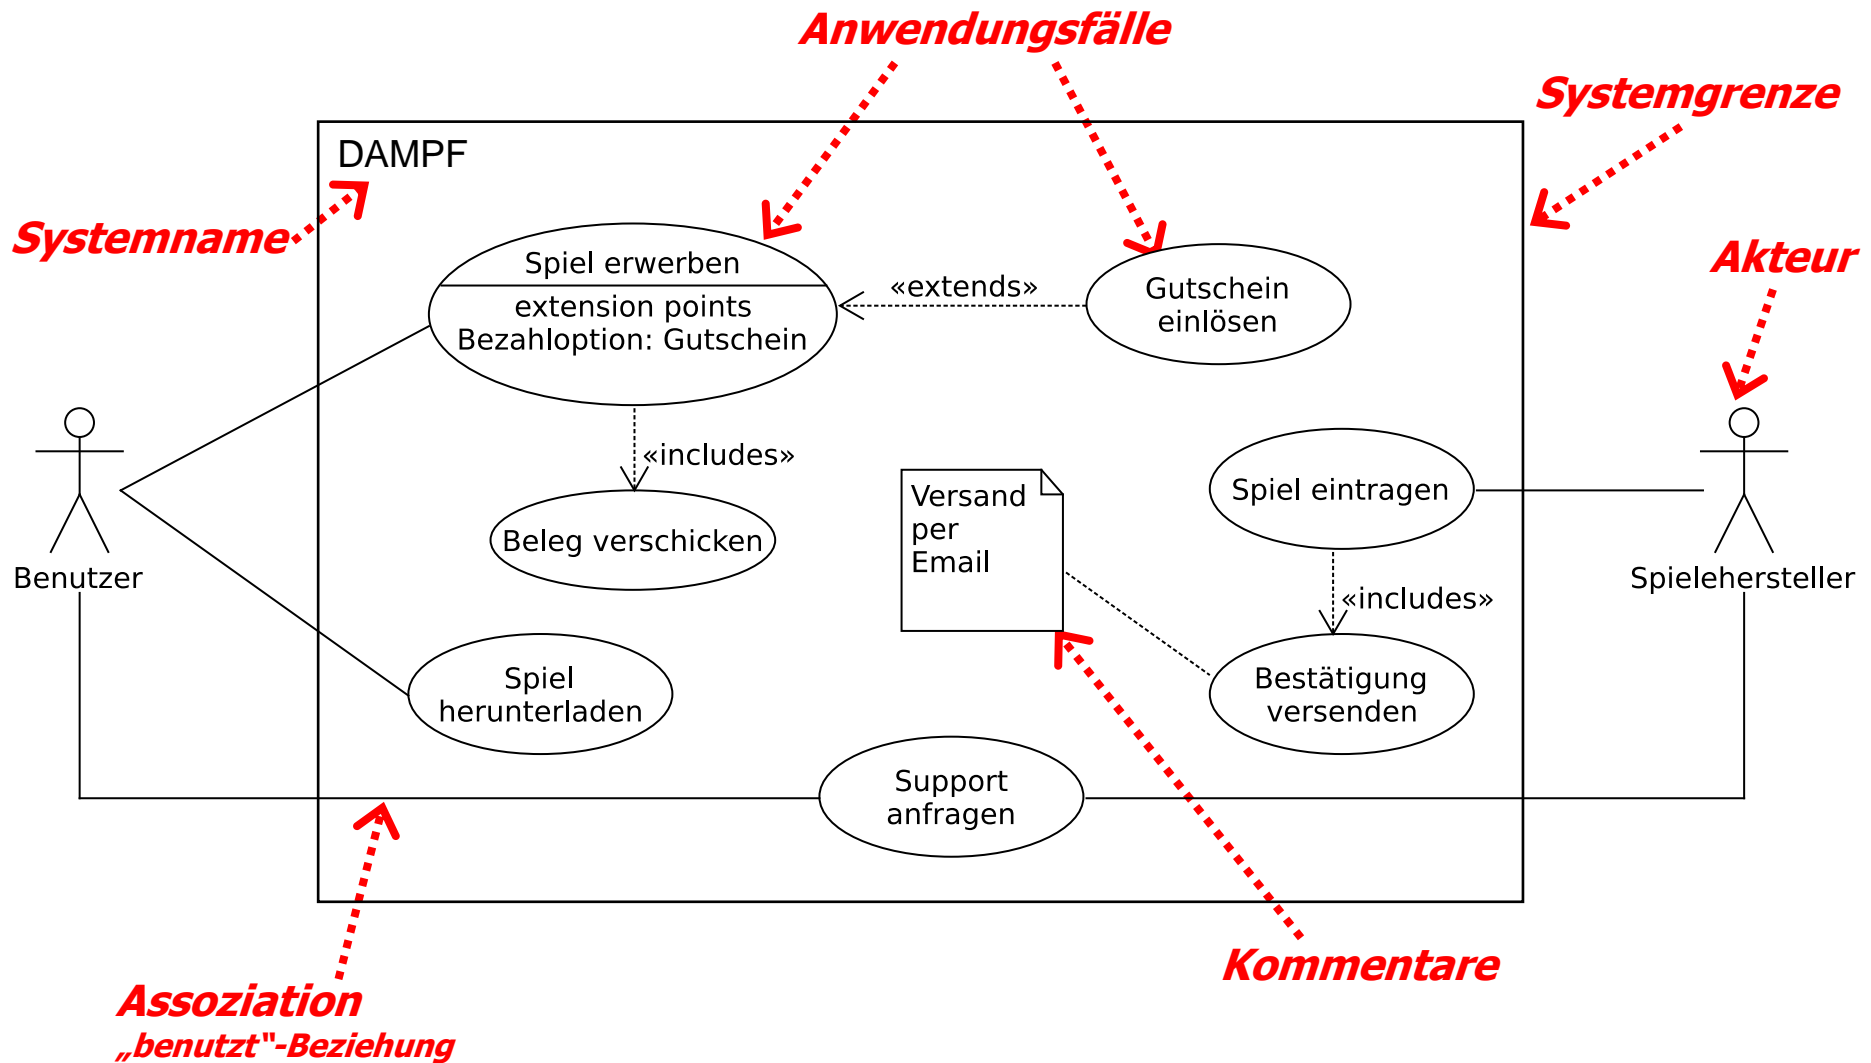 Anwendungsfälle
Systemgrenze
DAMPF
Systemname
Akteur
Spiel erwerben
extension points
Bezahloption: Gutschein
«extends»
Gutschein
einlösen
«includes»
Beleg verschicken
Versand
per
Email
Spiel eintragen
«includes»
Benutzer
Spielehersteller
Spiel
herunterladen
Bestätigung
versenden
Support
anfragen
Kommentare
Assoziation
„benutzt“-Beziehung